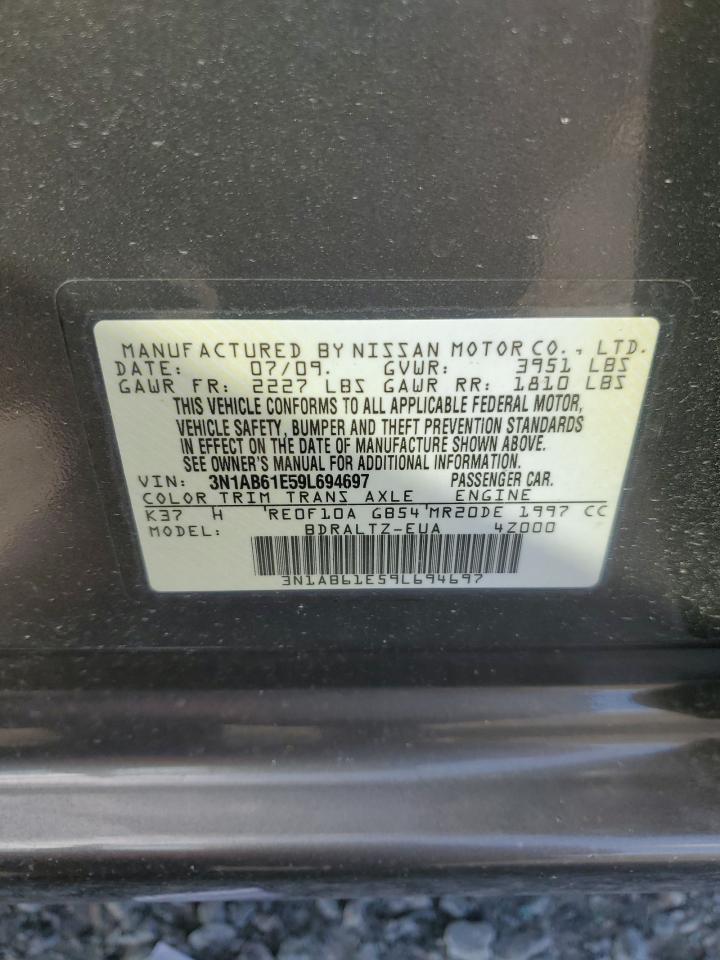 MANUFACTURED BY NISSAN MOTOR CO., LTD.
DATE: 07/09. GVWR: 3951 LBS
GAWR FR: 2227 LBS GAWR RR: 1810 LBS
THIS VEHICLE CONFORMS TO ALL APPLICABLE FEDERAL MOTOR,
VEHICLE SAFETY, BUMPER AND THEFT PREVENTION STANDARDS
IN EFFECT ON THE DATE OF MANUFACTURE SHOWN ABOVE.
SEE OWNER'S MANUAL FOR ADDITIONAL INFORMATION.
VIN: 3N1AB61E59L694697 PASSENGER CAR.
COLOR TRIM TRANS AXLE ENGINE
K37 H 'RE0F10A GB54'MR20DE 1997 CC
MODEL: BDRALTZ-EUA 4Z000
3N1AB61E59L694697